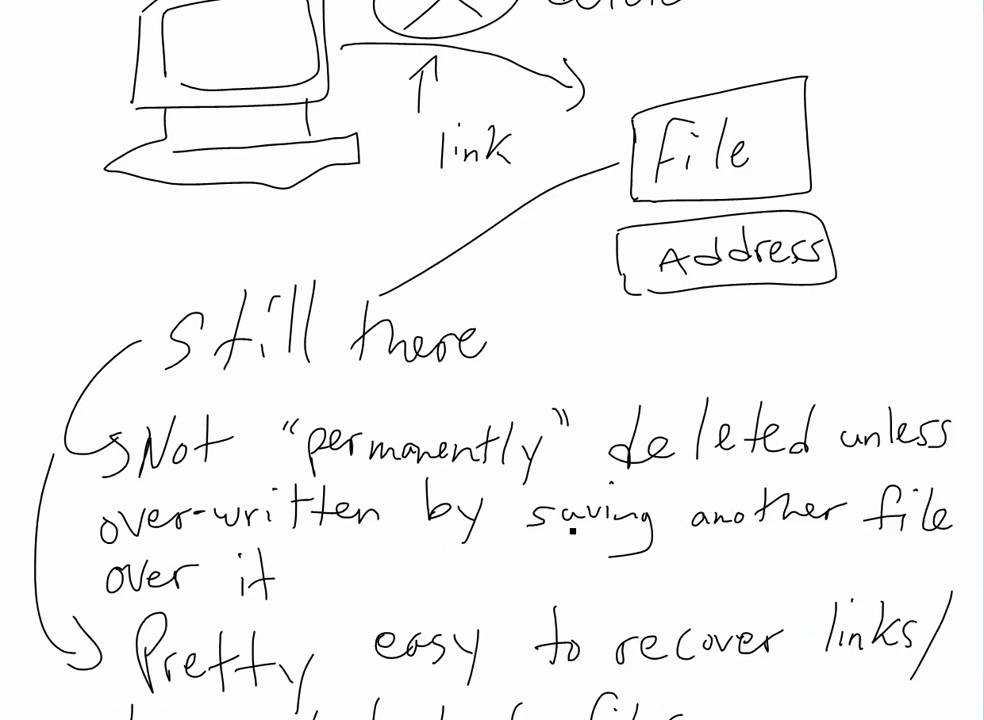 link
File
Address
still there
Not "permanently" deleted unless
over-written by saving another file
over it
Pretty easy to recover links/